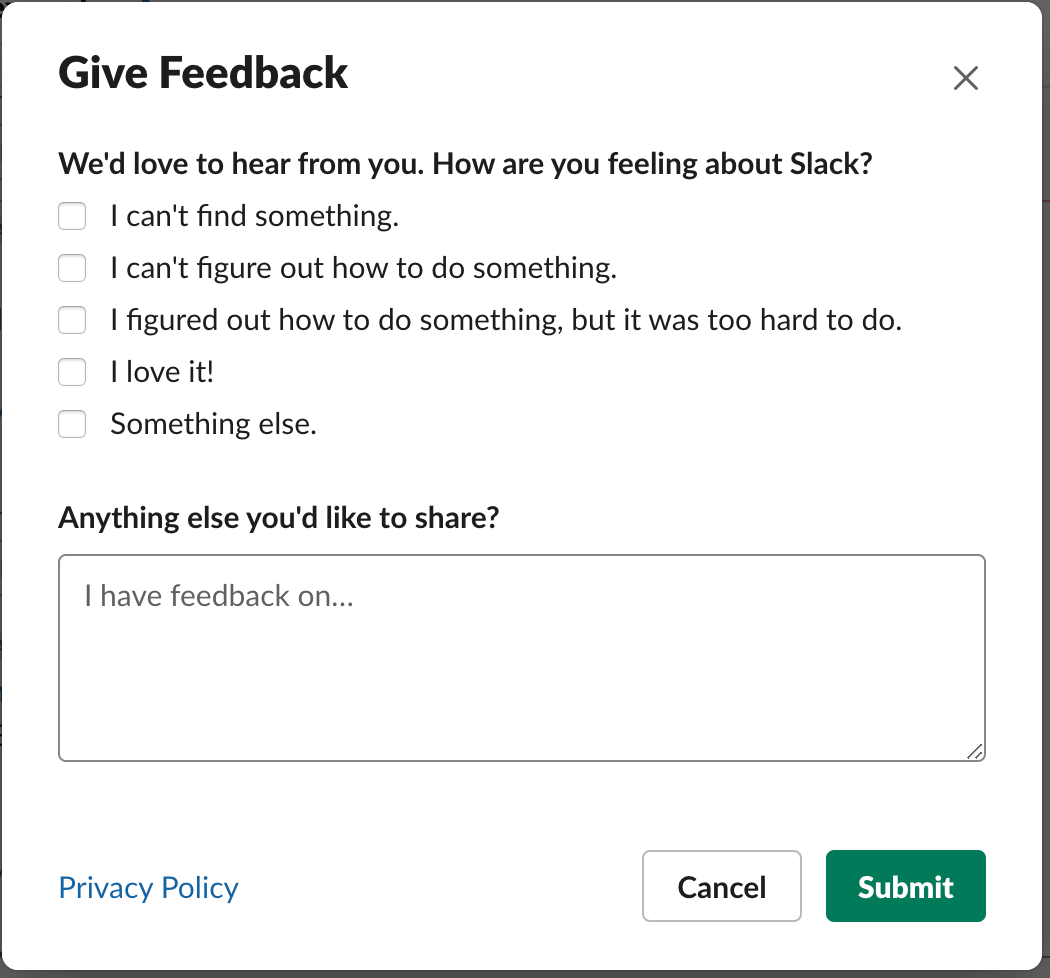 Give Feedback
We'd love to hear from you. How are you feeling about Slack?
I can't find something.
I can't figure out how to do something.
I figured out how to do something, but it was too hard to do.
I love it!
Something else.
Anything else you'd like to share?
I have feedback on...
Privacy Policy
Cancel
Submit